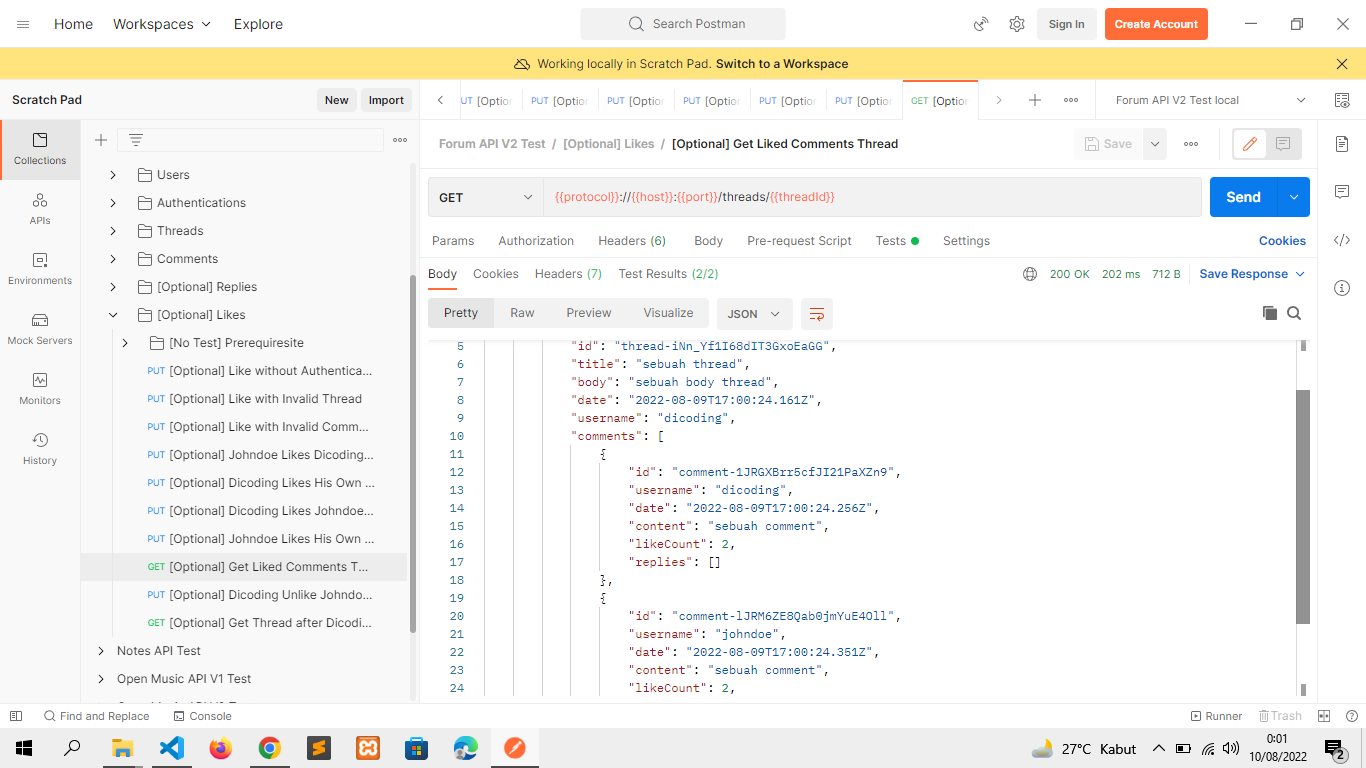 Home Workspaces Explore Search Postman Sign In Create Account
Working locally in Scratch Pad. Switch to a Workspace
Scratch Pad New Import
UT [Optio PUT [Optio PUT [Optio PUT [Optio PUT [Optio PUT [Optio GET [Optio Forum API V2 Test local
Collections
APIs
Environments
Mock Servers
Monitors
History
Users
Authentications
Threads
Comments
[Optional] Replies
[Optional] Likes
[No Test] Prerequiresite
PUT [Optional] Like without Authentica...
PUT [Optional] Like with Invalid Thread
PUT [Optional] Like with Invalid Comm...
PUT [Optional] Johndoe Likes Dicoding...
PUT [Optional] Dicoding Likes His Own ...
PUT [Optional] Dicoding Likes Johndoe...
PUT [Optional] Johndoe Likes His Own ...
GET [Optional] Get Liked Comments T...
PUT [Optional] Dicoding Unlike Johndo...
GET [Optional] Get Thread after Dicodi...
Notes API Test
Open Music API V1 Test
Forum API V2 Test / [Optional] Likes / [Optional] Get Liked Comments Thread Save
GET {{protocol}}://{{host}}:{{port}}/threads/{{threadId}} Send
Params Authorization Headers (6) Body Pre-request Script Tests Settings Cookies
Body Cookies Headers (7) Test Results (2/2) 200 OK 202 ms 712 B Save Response
Pretty Raw Preview Visualize JSON
5 "id": "thread-iNn_Yf1I68dIT3GxoEaGG",
6 "title": "sebuah thread",
7 "body": "sebuah body thread",
8 "date": "2022-08-09T17:00:24.161Z",
9 "username": "dicoding",
10 "comments": [
11 {
12 "id": "comment-1JRGXBrr5cfJI21PaXZn9",
13 "username": "dicoding",
14 "date": "2022-08-09T17:00:24.256Z",
15 "content": "sebuah comment",
16 "likeCount": 2,
17 "replies": []
18 },
19 {
20 "id": "comment-lJRM6ZE8Qab0jmYuE4Oll",
21 "username": "johndoe",
22 "date": "2022-08-09T17:00:24.351Z",
23 "content": "sebuah comment",
24 "likeCount": 2,
Find and Replace Console Runner Trash
27°C Kabut 0:01
10/08/2022 2